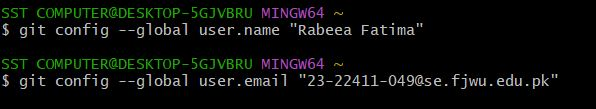 SST COMPUTER@DESKTOP-5GJVBRU MINGW64 ~
$ git config --global user.name "Rabeea Fatima"
SST COMPUTER@DESKTOP-5GJVBRU MINGW64 ~
$ git config --global user.email "23-22411-049@se.fjwu.edu.pk"